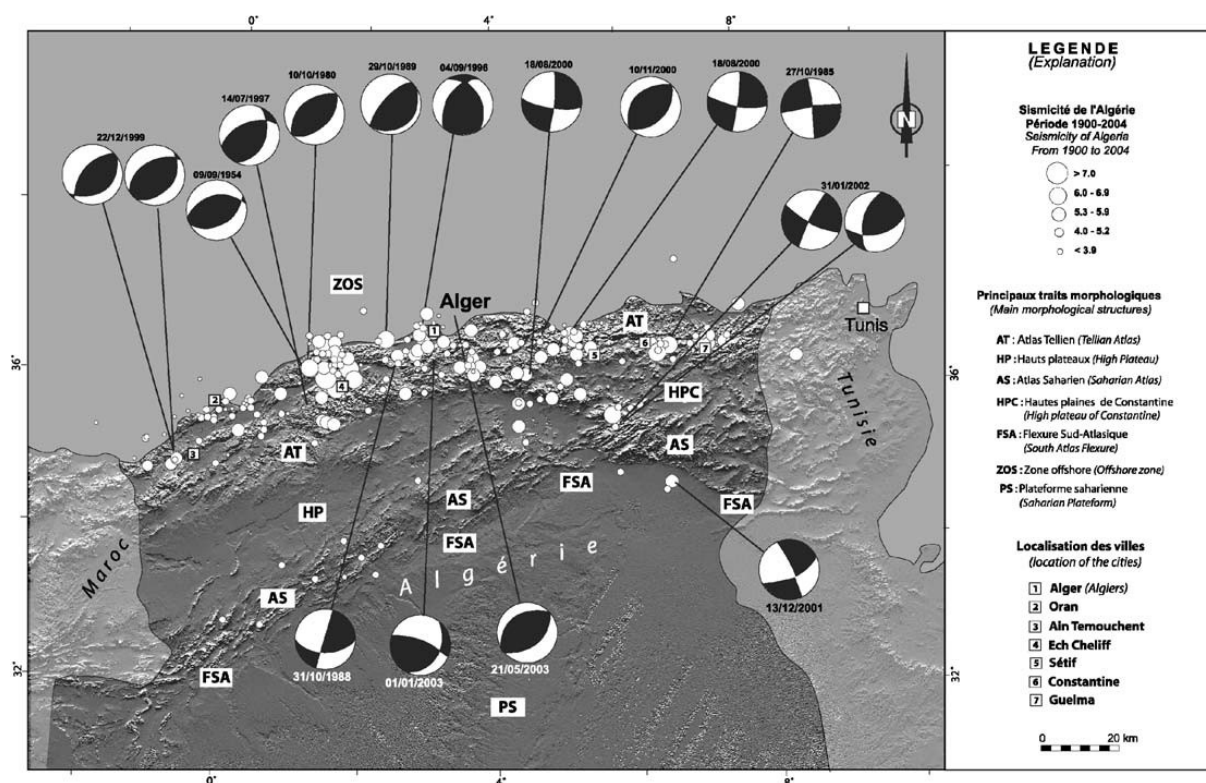 0°
4°
8°
22/12/1999
09/09/1954
14/07/1997
10/10/1980
29/10/1989
04/09/1996
18/08/2000
10/11/2000
18/08/2000
27/10/1985
31/01/2002
N
ZOS
Alger
AT
Tunis
Tunisie
36°
36°
1
2
3
4
5
6
7
HPC
AS
AT
HP
AS
FSA
FSA
FSA
Maroc
Algérie
AS
FSA
PS
13/12/2001
31/10/1988
01/01/2003
21/05/2003
32°
32°
0°
4°
8°
LEGENDE
(Explanation)
Sismicité de l'Algérie
Période 1900-2004
Seismicity of Algeria
From 1900 to 2004
> 7.0
6.0 - 6.9
5.3 - 5.9
4.0 - 5.2
< 3.9
Principaux traits morphologiques
(Main morphological structures)
AT : Atlas Tellien (Tellian Atlas)
HP : Hauts plateaux (High Plateau)
AS : Atlas Saharien (Saharian Atlas)
HPC : Hautes plaines de Constantine
(High plateau of Constantine)
FSA : Flexure Sud-Atlasique
(South Atlas Flexure)
ZOS : Zone offshore (Offshore zone)
PS : Plateforme saharienne
(Saharian Plateform)
Localisation des villes
(location of the cities)
1 Alger (Algiers)
2 Oran
3 Ain Temouchent
4 Ech Cheliff
5 Sétif
6 Constantine
7 Guelma
0 20 km